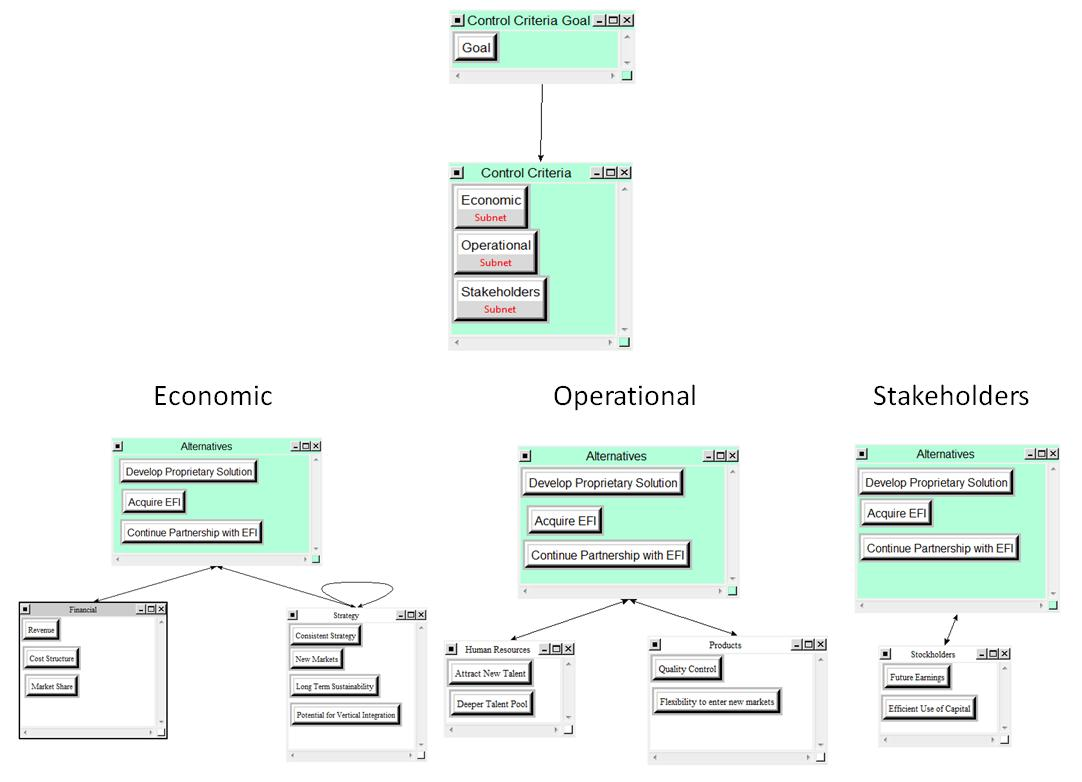 Control Criteria Goal
Goal
Control Criteria
Economic
Subnet
Operational
Subnet
Stakeholders
Subnet
Economic
Operational
Stakeholders
Alternatives
Develop Proprietary Solution
Acquire EFI
Continue Partnership with EFI
Alternatives
Develop Proprietary Solution
Acquire EFI
Continue Partnership with EFI
Alternatives
Develop Proprietary Solution
Acquire EFI
Continue Partnership with EFI
Financial
Revenue
Cost Structure
Market Share
Strategy
Consistent Strategy
New Markets
Long Term Sustainability
Potential for Vertical Integration
Human Resources
Attract New Talent
Deeper Talent Pool
Products
Quality Control
Flexibility to enter new markets
Stockholders
Future Earnings
Efficient Use of Capital